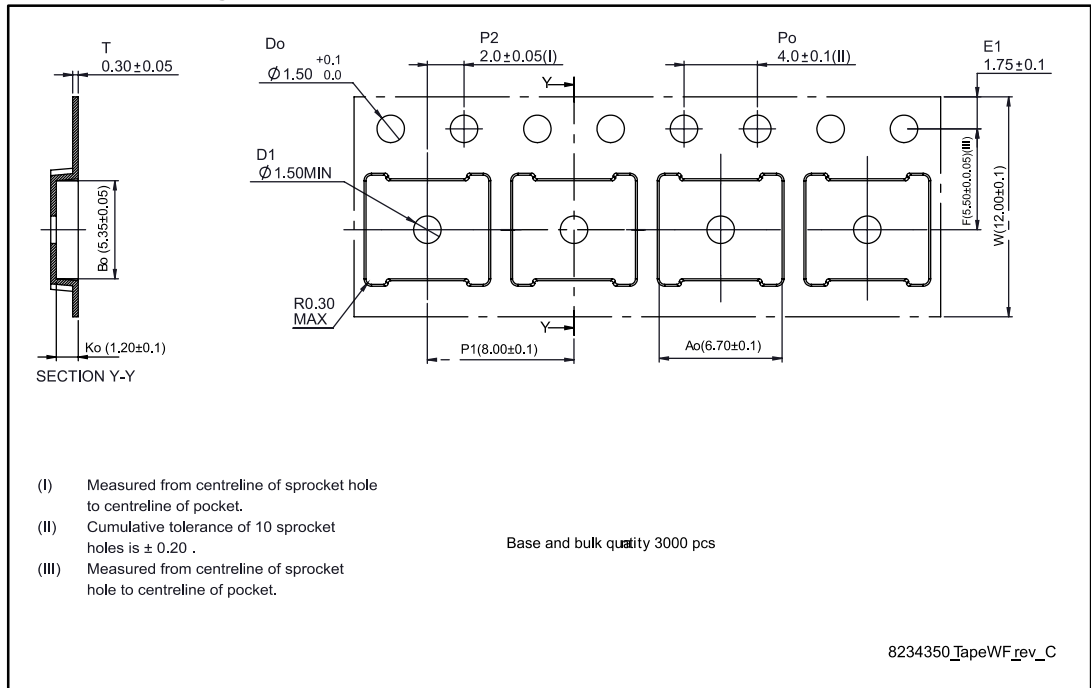 T
0.30±0.05
Do
Ø1.50 +0.1 0.0
P2
2.0±0.05(I)
Po
4.0±0.1(II)
E1
1.75±0.1
Y
D1
Ø1.50MIN
Bo (5.35±0.05)
F(5.50±0.0.05)(III)
W(12.00±0.1)
R0.30
MAX
Y
Ko (1.20±0.1)
P1(8.00±0.1)
Ao(6.70±0.1)
SECTION Y-Y
(I) Measured from centreline of sprocket hole
to centreline of pocket.
(II) Cumulative tolerance of 10 sprocket
holes is ± 0.20 .
(III) Measured from centreline of sprocket
hole to centreline of pocket.
Base and bulk quatity 3000 pcs
8234350_TapeWF_rev_C